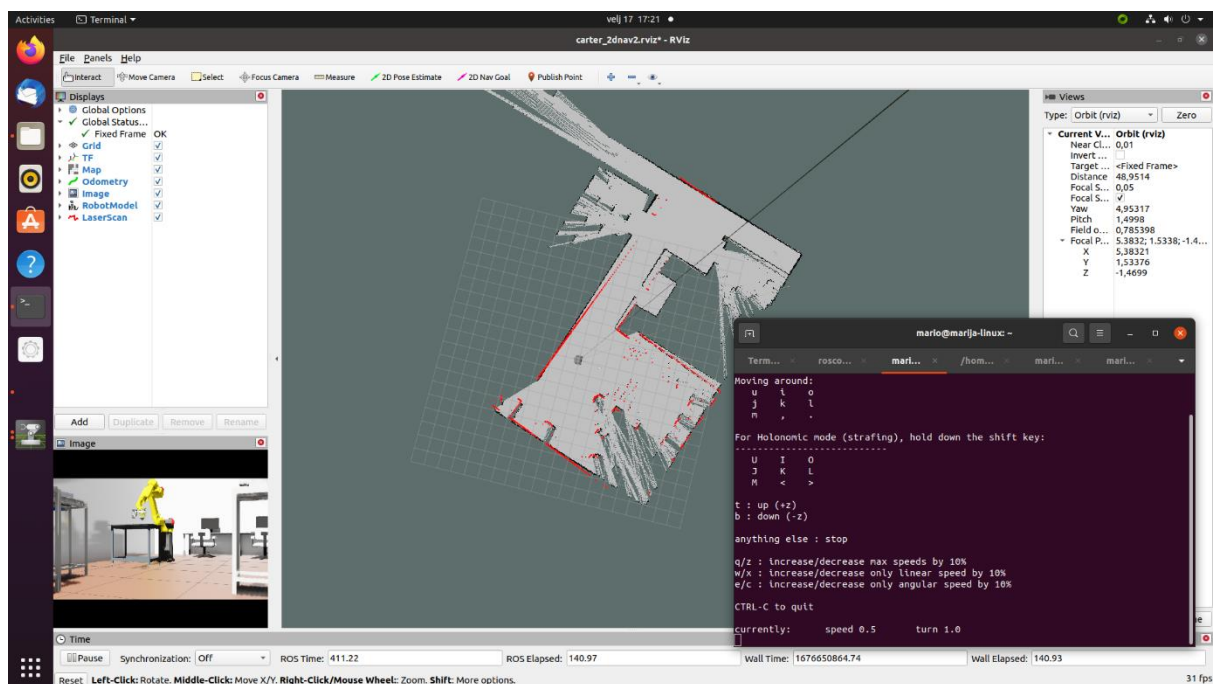 Activities Terminal velj 17 17:21
carter_2dnav2.rviz* - RViz
File Panels Help
Interact Move Camera Select Focus Camera Measure 2D Pose Estimate 2D Nav Goal Publish Point
Displays
Global Options
Global Status...
Fixed Frame OK
Grid
TF
Map
Odometry
Image
RobotModel
LaserScan
Add Duplicate Remove Rename
Image
Views
Type: Orbit (rviz) Zero
Current V... Orbit (rviz)
Near Cl... 0,01
Invert ...
Target ... <Fixed Frame>
Distance 48,9514
Focal S... 0,05
Focal S...
Yaw 4,95317
Pitch 1,4998
Field o... 0,785398
Focal P... 5.3832; 1.5338; -1.4...
X 5,38321
Y 1,53376
Z -1,4699
mario@marija-linux: ~
Term... rosco... mari... /hom... mari... mari...
Moving around:
u i o
j k l
m , .
For Holonomic mode (strafing), hold down the shift key:
---------------------------
U I O
J K L
M < >
t : up (+z)
b : down (-z)
anything else : stop
q/z : increase/decrease max speeds by 10%
w/x : increase/decrease only linear speed by 10%
e/c : increase/decrease only angular speed by 10%
CTRL-C to quit
currently: speed 0.5 turn 1.0
Time
Pause Synchronization: Off ROS Time: 411.22 ROS Elapsed: 140.97 Wall Time: 1676650864.74 Wall Elapsed: 140.93
Reset Left-Click: Rotate. Middle-Click: Move X/Y. Right-Click/Mouse Wheel:: Zoom. Shift: More options. 31 fps